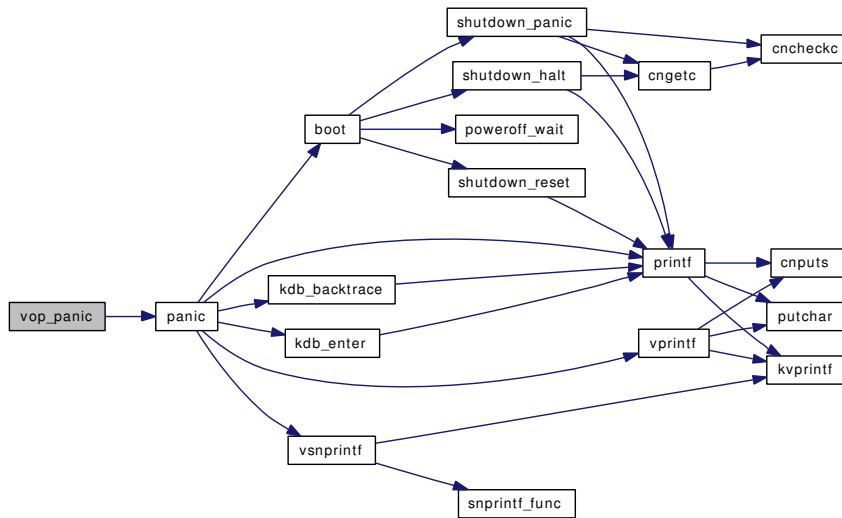 shutdown_panic
cncheckc
shutdown_halt
cngetc
boot
poweroff_wait
shutdown_reset
printf
cnputs
kdb_backtrace
vop_panic
panic
putchar
kdb_enter
vprintf
kvprintf
vsnprintf
snprintf_func